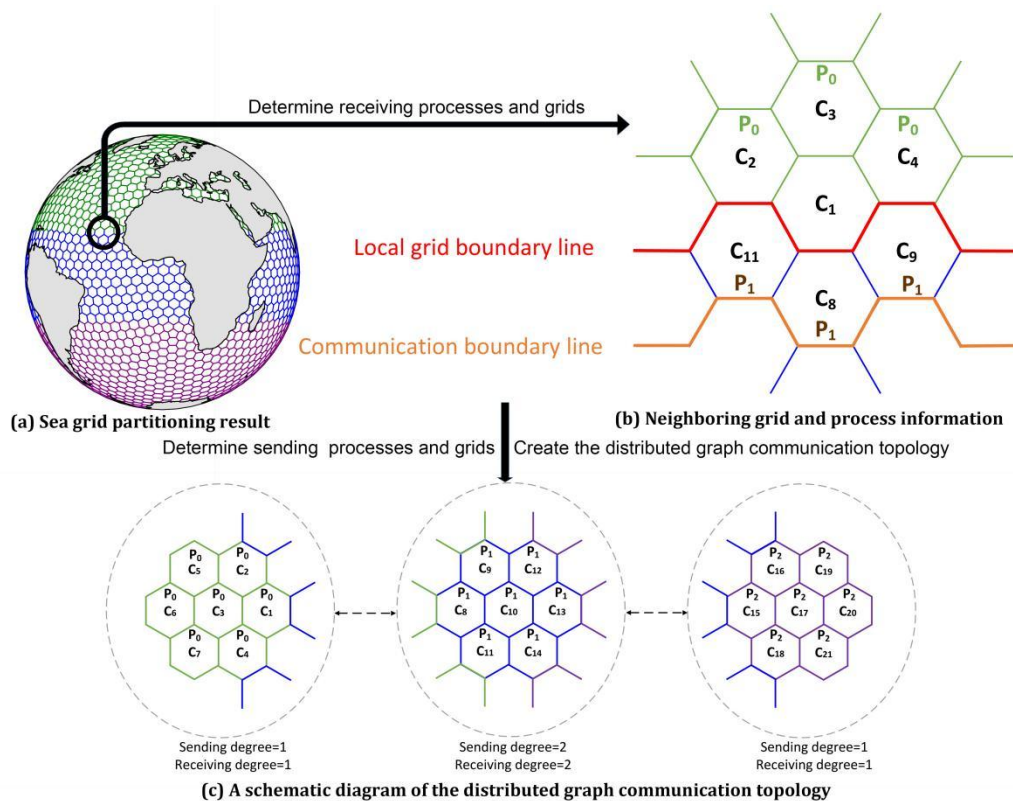 Determine receiving processes and grids
P₀
C₃
P₀
P₀
C₂
C₄
C₁
Local grid boundary line
C₁₁
C₉
P₁
P₁
C₈
P₁
Communication boundary line
(a) Sea grid partitioning result
(b) Neighboring grid and process information
Determine sending processes and grids
Create the distributed graph communication topology
P₀ P₀
C₅ C₂
P₀ P₀ P₀
C₆ C₃ C₁
P₀ P₀
C₇ C₄
P₁ P₁
C₉ C₁₂
P₁ P₁ P₁
C₈ C₁₀ C₁₃
P₁ P₁
C₁₁ C₁₄
P₂ P₂
C₁₆ C₁₉
P₂ P₂ P₂
C₁₅ C₁₇ C₂₀
P₂ P₂
C₁₈ C₂₁
Sending degree=1
Receiving degree=1
Sending degree=2
Receiving degree=2
Sending degree=1
Receiving degree=1
(c) A schematic diagram of the distributed graph communication topology